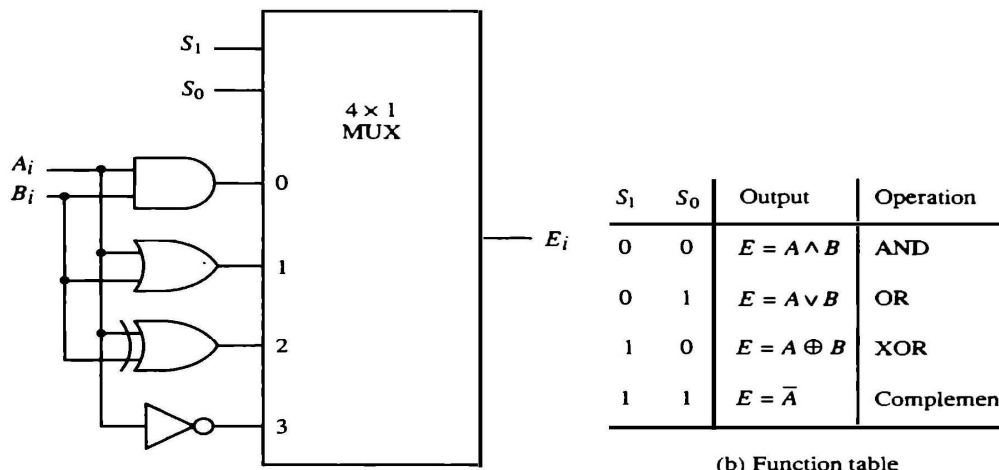 S₁
S₀
4 × 1
MUX
Aᵢ
Bᵢ
0
1
2
3
Eᵢ
S₁ S₀ Output Operation
0 0 E = A ∧ B AND
0 1 E = A ∨ B OR
1 0 E = A ⊕ B XOR
1 1 E = A̅ Complemen
(b) Function table